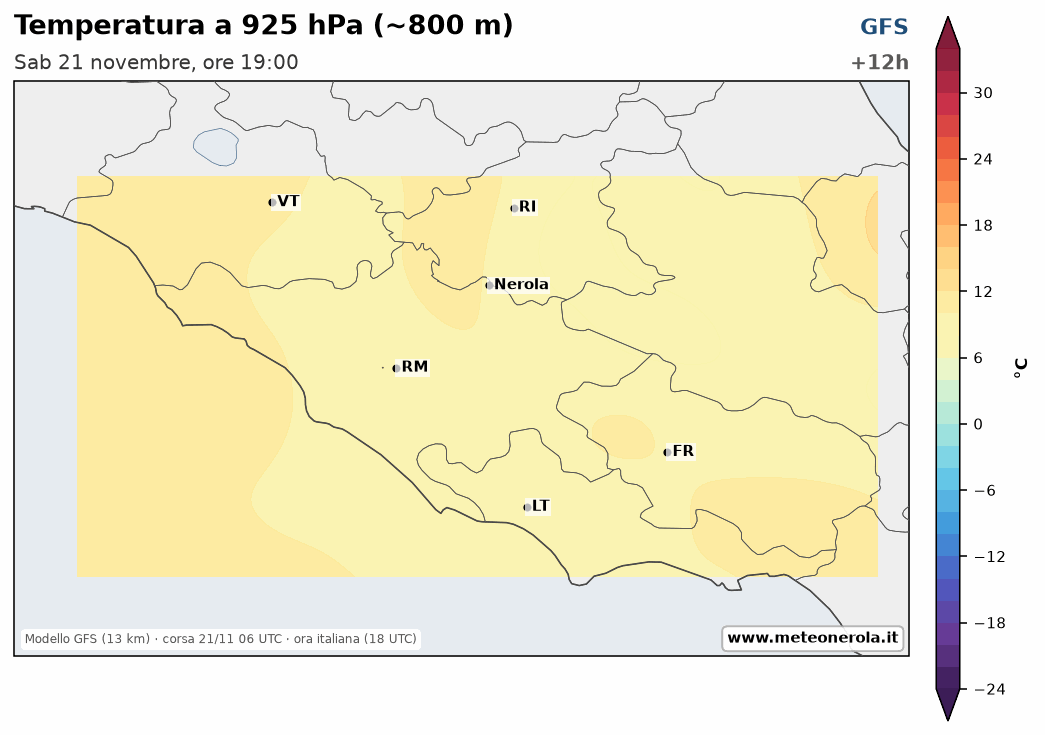 Temperatura a 925 hPa (~800 m)
GFS
Sab 21 novembre, ore 19:00
+12h
VT
RI
Nerola
RM
FR
LT
30
24
18
12
6
0
−6
−12
−18
−24
°C
Modello GFS (13 km) · corsa 21/11 06 UTC · ora italiana (18 UTC)
www.meteonerola.it